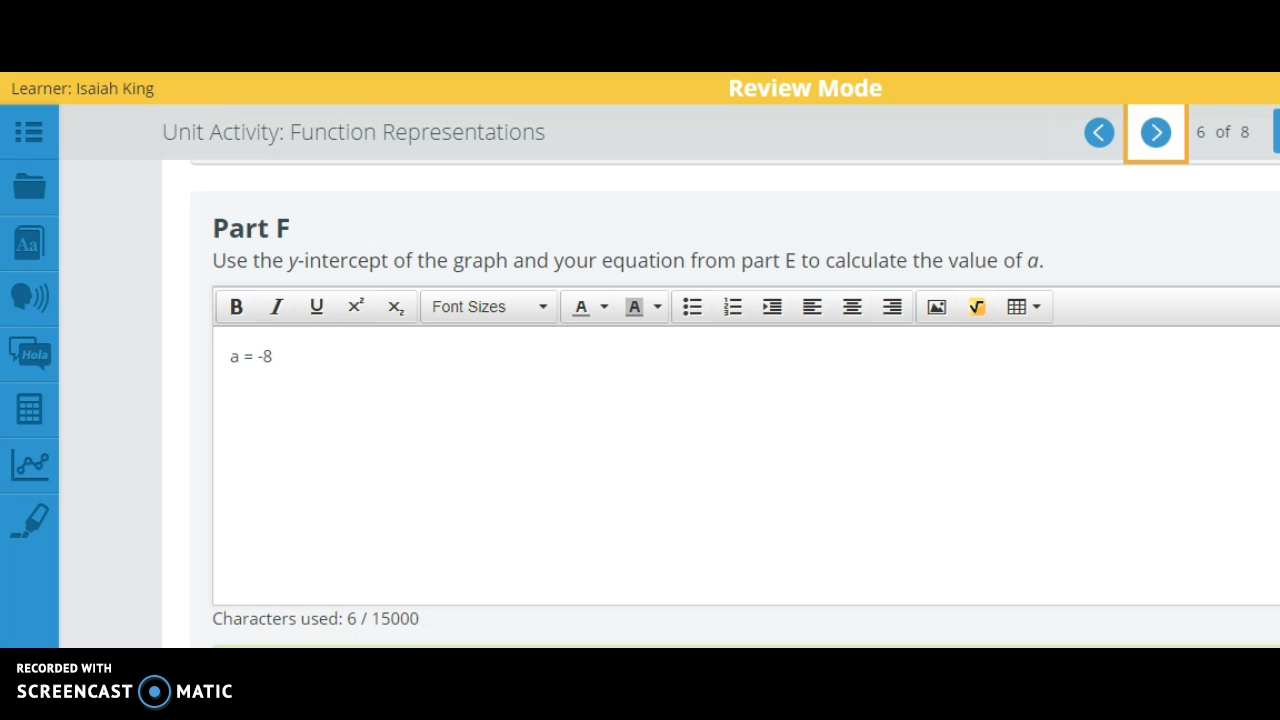 Learner: Isaiah King
Review Mode
Unit Activity: Function Representations
6 of 8
Part F
Use the y-intercept of the graph and your equation from part E to calculate the value of a.
B I U x² x₂ Font Sizes A A
Aa
Hola
a = -8
Characters used: 6 / 15000
RECORDED WITH
SCREENCAST MATIC